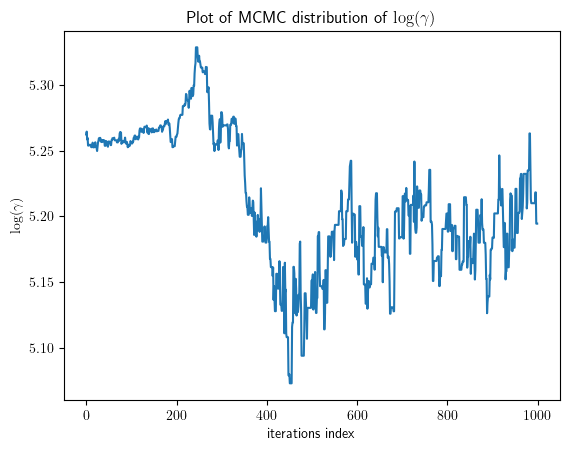 Plot of MCMC distribution of log(γ)
log(γ)
5.30
5.25
5.20
5.15
5.10
0 200 400 600 800 1000
iterations index